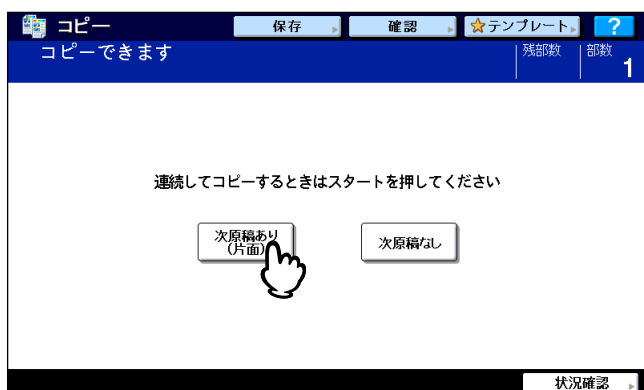 コピー 保存 確認 テンプレート ?
コピーできます 残部数 部数 1
連続してコピーするときはスタートを押してください
次原稿あり 次原稿なし
(片面)
状況確認